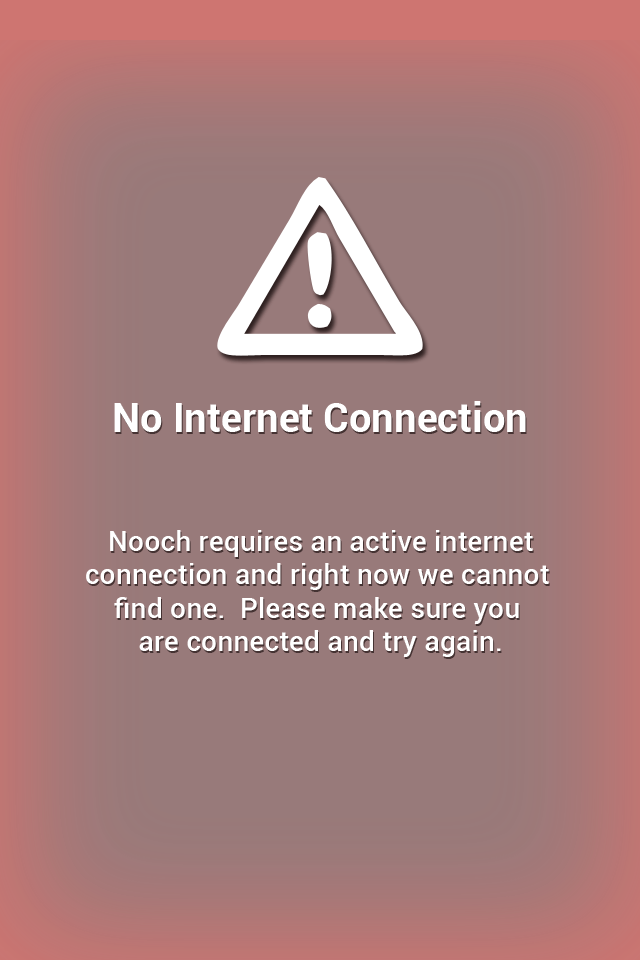 No Internet Connection
Nooch requires an active internet
connection and right now we cannot
find one.  Please make sure you
are connected and try again.